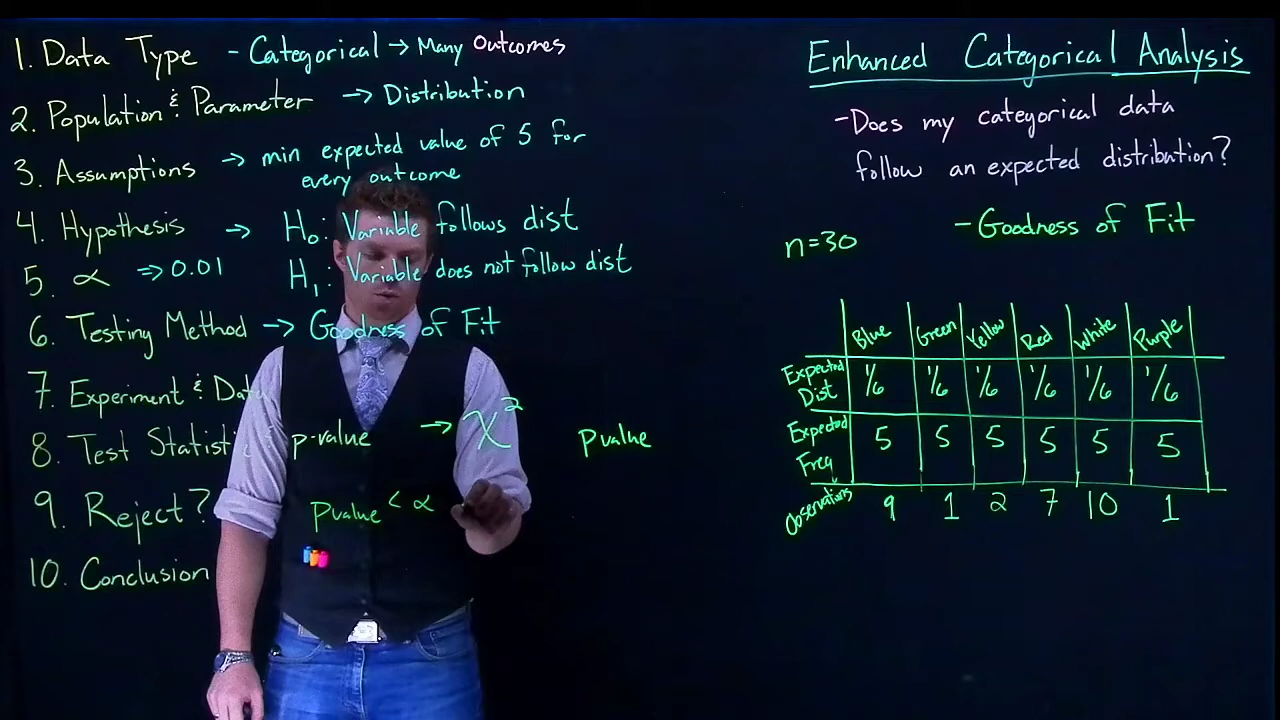 1. Data Type - Categorical → Many Outcomes
2. Population & Parameter → Distribution
3. Assumptions → min expected value of 5 for
every outcome
4. Hypothesis → H₀: Variable follows dist
5. α ⇒ 0.01 H₁: Variable does not follow dist
6. Testing Method → Goodness of Fit
7. Experiment & Data
8. Test Statisti p-value → χ² pvalue
9. Reject? pvalue < α
10. Conclusion
Enhanced Categorical Analysis
- Does my categorical data
follow an expected distribution?
- Goodness of Fit
n=30
Blue Green Yellow Red White Purple
Expected Dist 1/6 1/6 1/6 1/6 1/6 1/6
Expected Freq 5 5 5 5 5 5
Observations 9 1 2 7 10 1